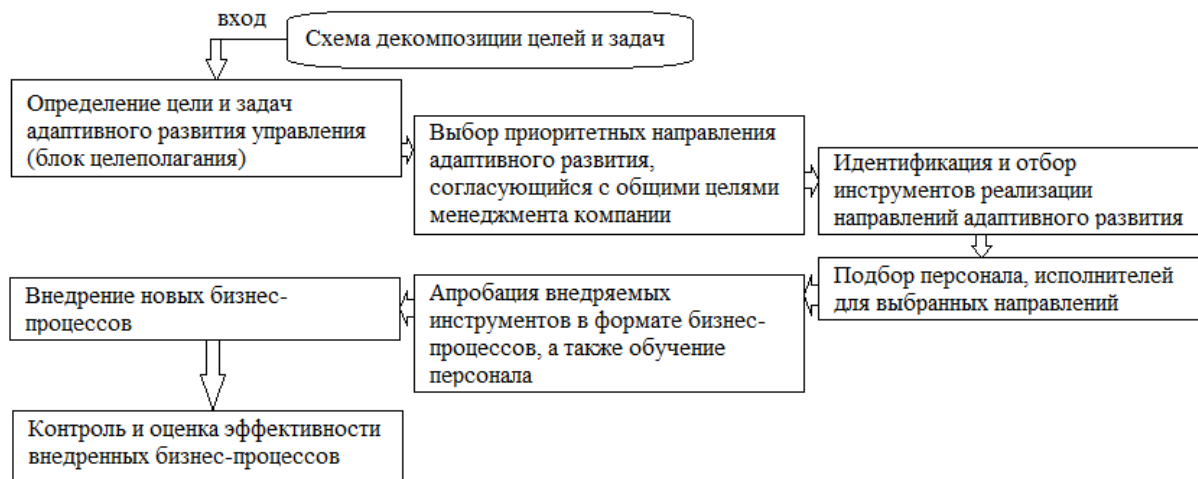 вход
Схема декомпозиции целей и задач
Определение цели и задач
адаптивного развития управления
(блок целеполагания)
Выбор приоритетных направления
адаптивного развития,
согласующийся с общими целями
менеджмента компании
Идентификация и отбор
инструментов реализации
направлений адаптивного развития
Подбор персонала, исполнителей
для выбранных направлений
Апробация внедряемых
инструментов в формате бизнес-
процессов, а также обучение
персонала
Внедрение новых бизнес-
процессов
Контроль и оценка эффективности
внедренных бизнес-процессов